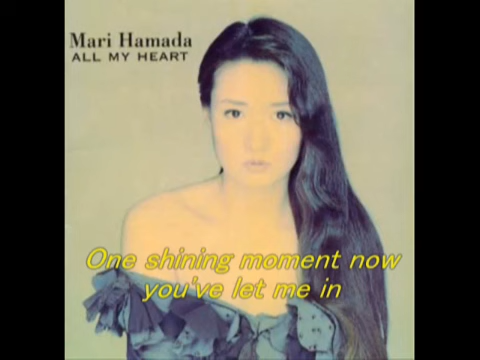 Mari Hamada
ALL MY HEART
One shining moment now
you've let me in